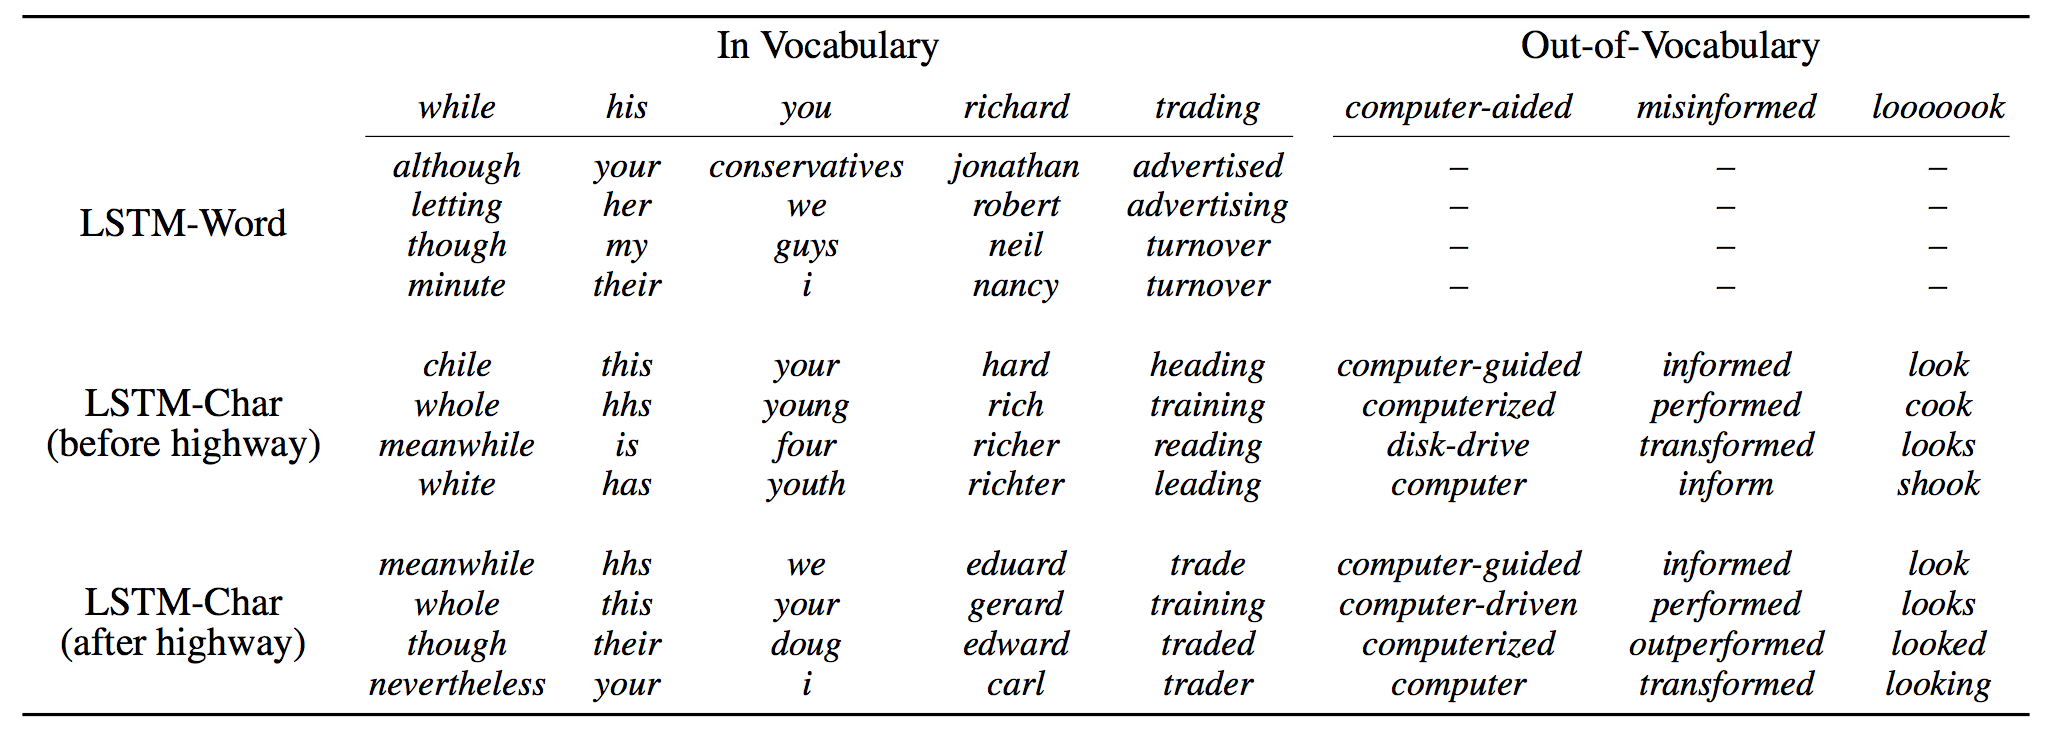 In Vocabulary Out-of-Vocabulary
while his you richard trading computer-aided misinformed looooook
although your conservatives jonathan advertised – – –
letting her we robert advertising – – –
LSTM-Word
though my guys neil turnover – – –
minute their i nancy turnover – – –
chile this your hard heading computer-guided informed look
LSTM-Char whole hhs young rich training computerized performed cook
(before highway) meanwhile is four richer reading disk-drive transformed looks
white has youth richter leading computer inform shook
meanwhile hhs we eduard trade computer-guided informed look
LSTM-Char whole this your gerard training computer-driven performed looks
(after highway) though their doug edward traded computerized outperformed looked
nevertheless your i carl trader computer transformed looking